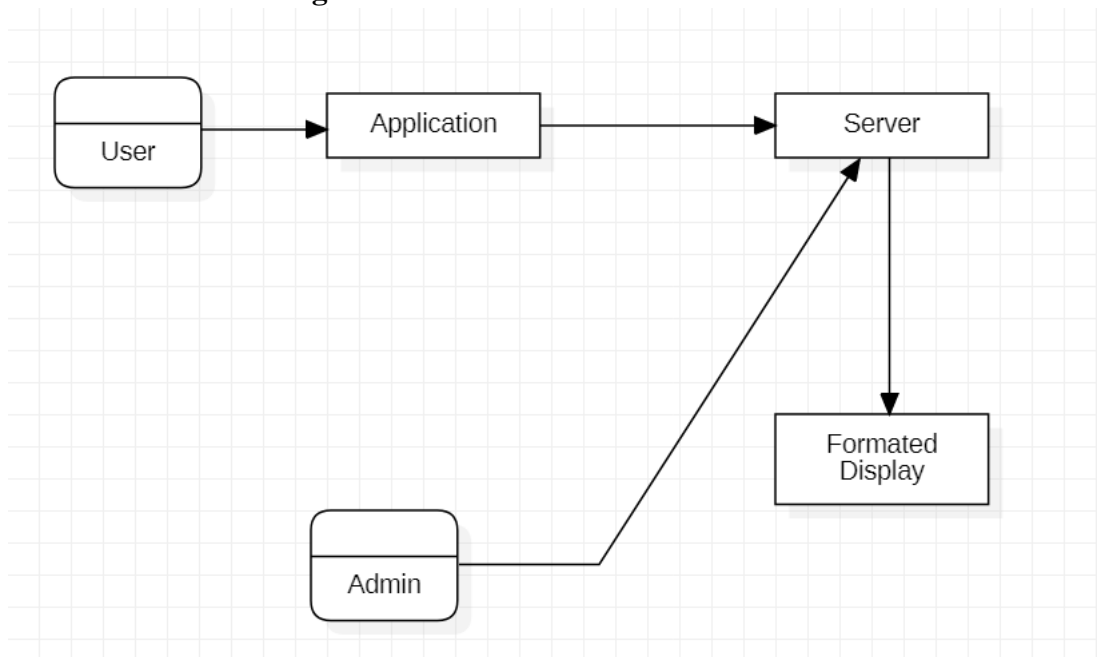 User
Application
Server
Formated
Display
Admin